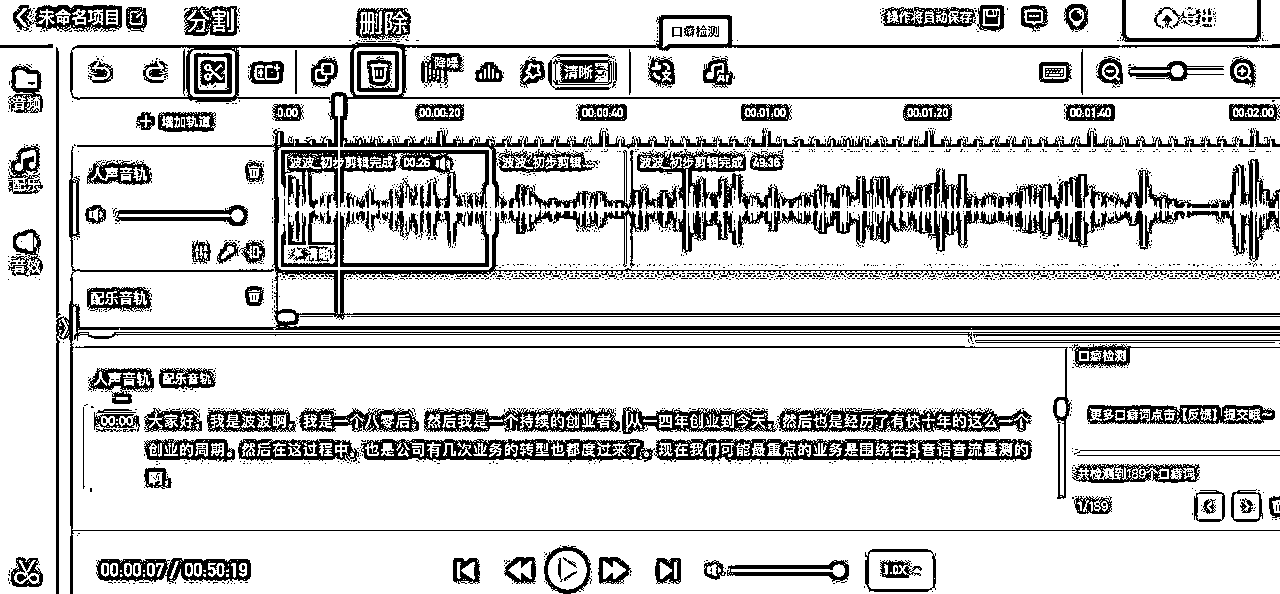 未命名项目
分割
删除
口癖检测
操作将自动保存
导出
降噪
清晰
音频
增加轨道
0.00
00:00:20
00:00:40
00:01:00
00:01:20
00:01:40
00:02:00
音乐
人声音轨
波波_初步剪辑完成 00:26
波波_初步剪辑...
波波_初步剪辑完成 49:36
清晰
音效
配乐音轨
人声音轨 配乐音轨
口癖检测
00:00
大家好，我是波波啊，我是一个八零后，然后我是一个持续的创业者，从一四年创业到今天，然后也是经历了有快十年的这么一个
创业的周期，然后在这过程中，也是公司有几次业务的转型也都度过来了，现在我们可能最重点的业务是围绕在抖音语音流量测的
啊，
更多口癖词点击【反馈】提交哦～
共检测到189个口癖词
1/189
00:00:07 // 00:50:19
1.0X